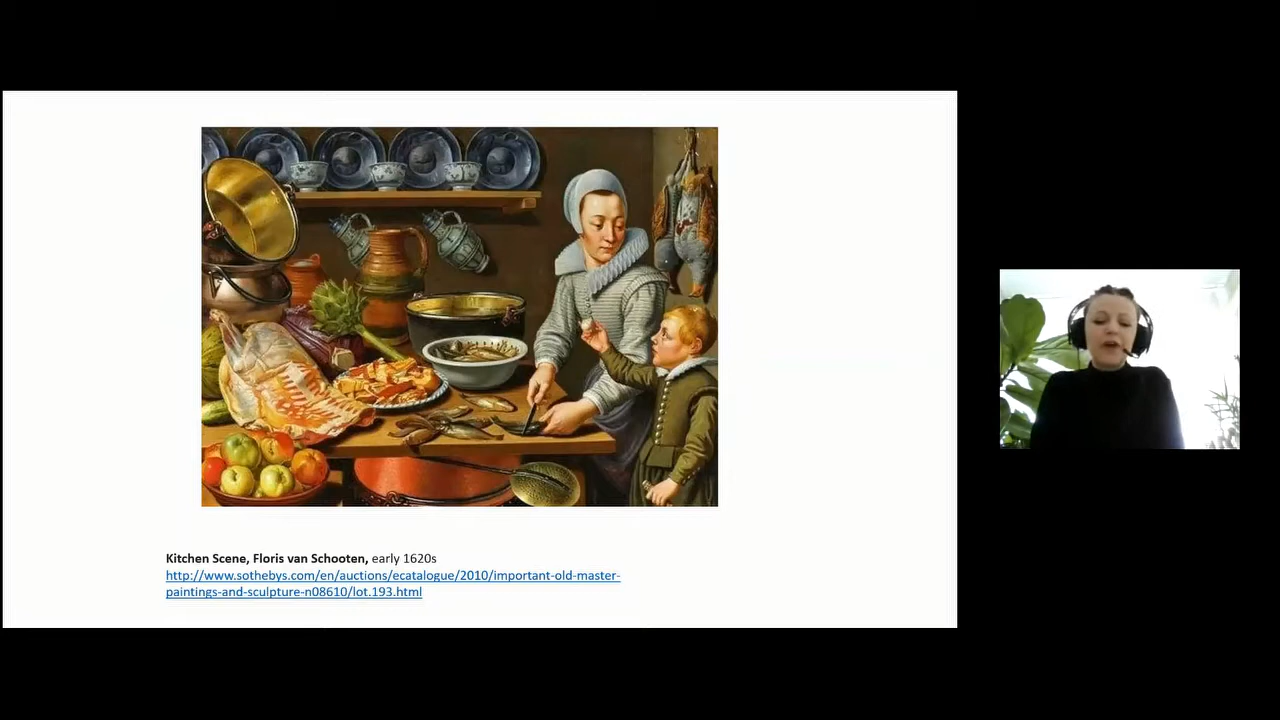 Kitchen Scene, Floris van Schooten, early 1620s
http://www.sothebys.com/en/auctions/ecatalogue/2010/important-old-master-
paintings-and-sculpture-n08610/lot.193.html